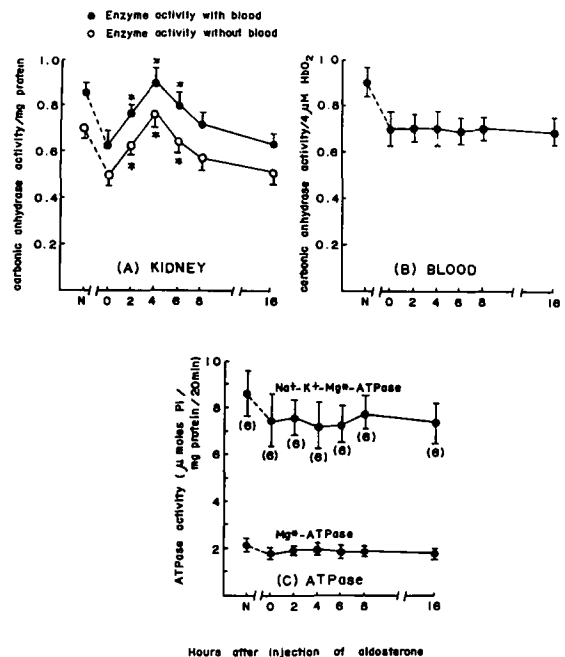 ● Enzyme activity with blood
○ Enzyme activity without blood
carbonic anhydrase activity/mg protein
1.0
0.8
0.6
0.4
0.2
* * *
* * *
(A) KIDNEY
N 0 2 4 6 8 16
carbonic anhydrase activity/4μM HbO2
1.0
0.8
0.6
0.4
0.2
(B) BLOOD
N 0 2 4 6 8 16
ATPase activity (μmoles Pi/
mg protein/20min)
10
8
6
4
2
Na+-K+-Mg*-ATPase
(6) (6) (6) (6) (6) (6) (6)
Mg*-ATPase
(C) ATPase
N 0 2 4 6 8 16
Hours after injection of aldosterone